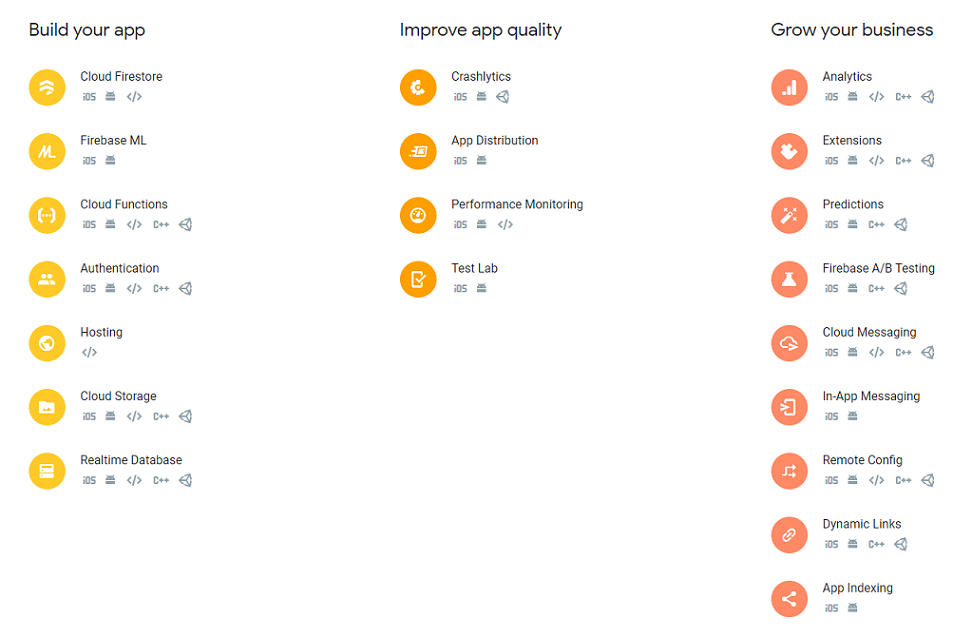 Build your app
Cloud Firestore
iOS </>
Firebase ML
ML iOS
Cloud Functions
iOS </> C++
Authentication
iOS </> C++
Hosting
</>
Cloud Storage
iOS </> C++
Realtime Database
iOS </> C++
Improve app quality
Crashlytics
iOS
App Distribution
iOS
Performance Monitoring
iOS </>
Test Lab
iOS
Grow your business
Analytics
iOS </> C++
Extensions
iOS </> C++
Predictions
iOS C++
Firebase A/B Testing
iOS C++
Cloud Messaging
iOS </> C++
In-App Messaging
iOS
Remote Config
iOS </> C++
Dynamic Links
iOS C++
App Indexing
iOS